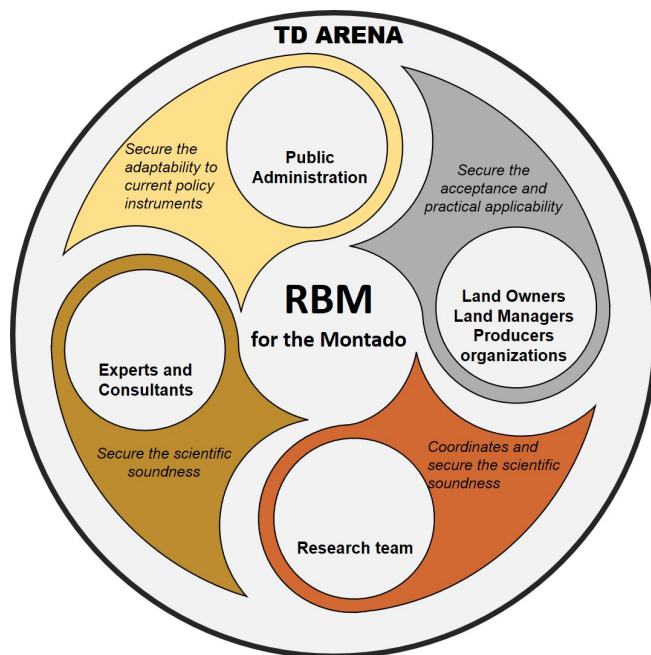 TD ARENA
Secure the
adaptability to
current policy
instruments
Public
Administration
Secure the
acceptance and
practical applicability
Land Owners
Land Managers
Producers
organizations
RBM
for the Montado
Experts and
Consultants
Secure the scientific
soundness
Coordinates and
secure the scientific
soundness
Research team